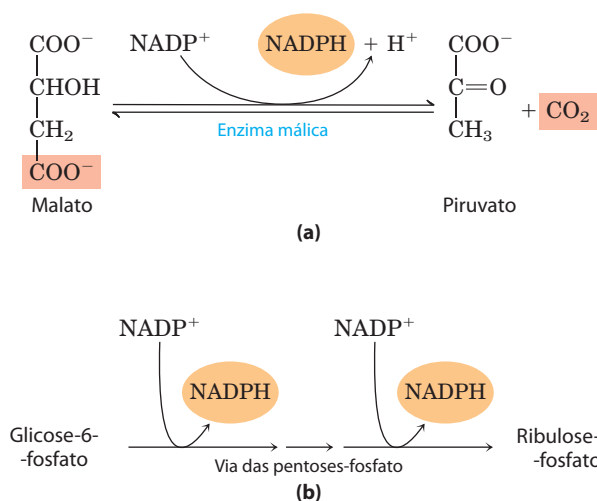 COO⁻
NADP⁺ NADPH + H⁺
COO⁻
CHOH
C=O
CH₂
CH₃
+ CO₂
Enzima málica
COO⁻
Malato
Piruvato
(a)
NADP⁺ NADP⁺
NADPH NADPH
Glicose-6-
-fosfato
Via das pentoses-fosfato
Ribulose-
-fosfato
(b)